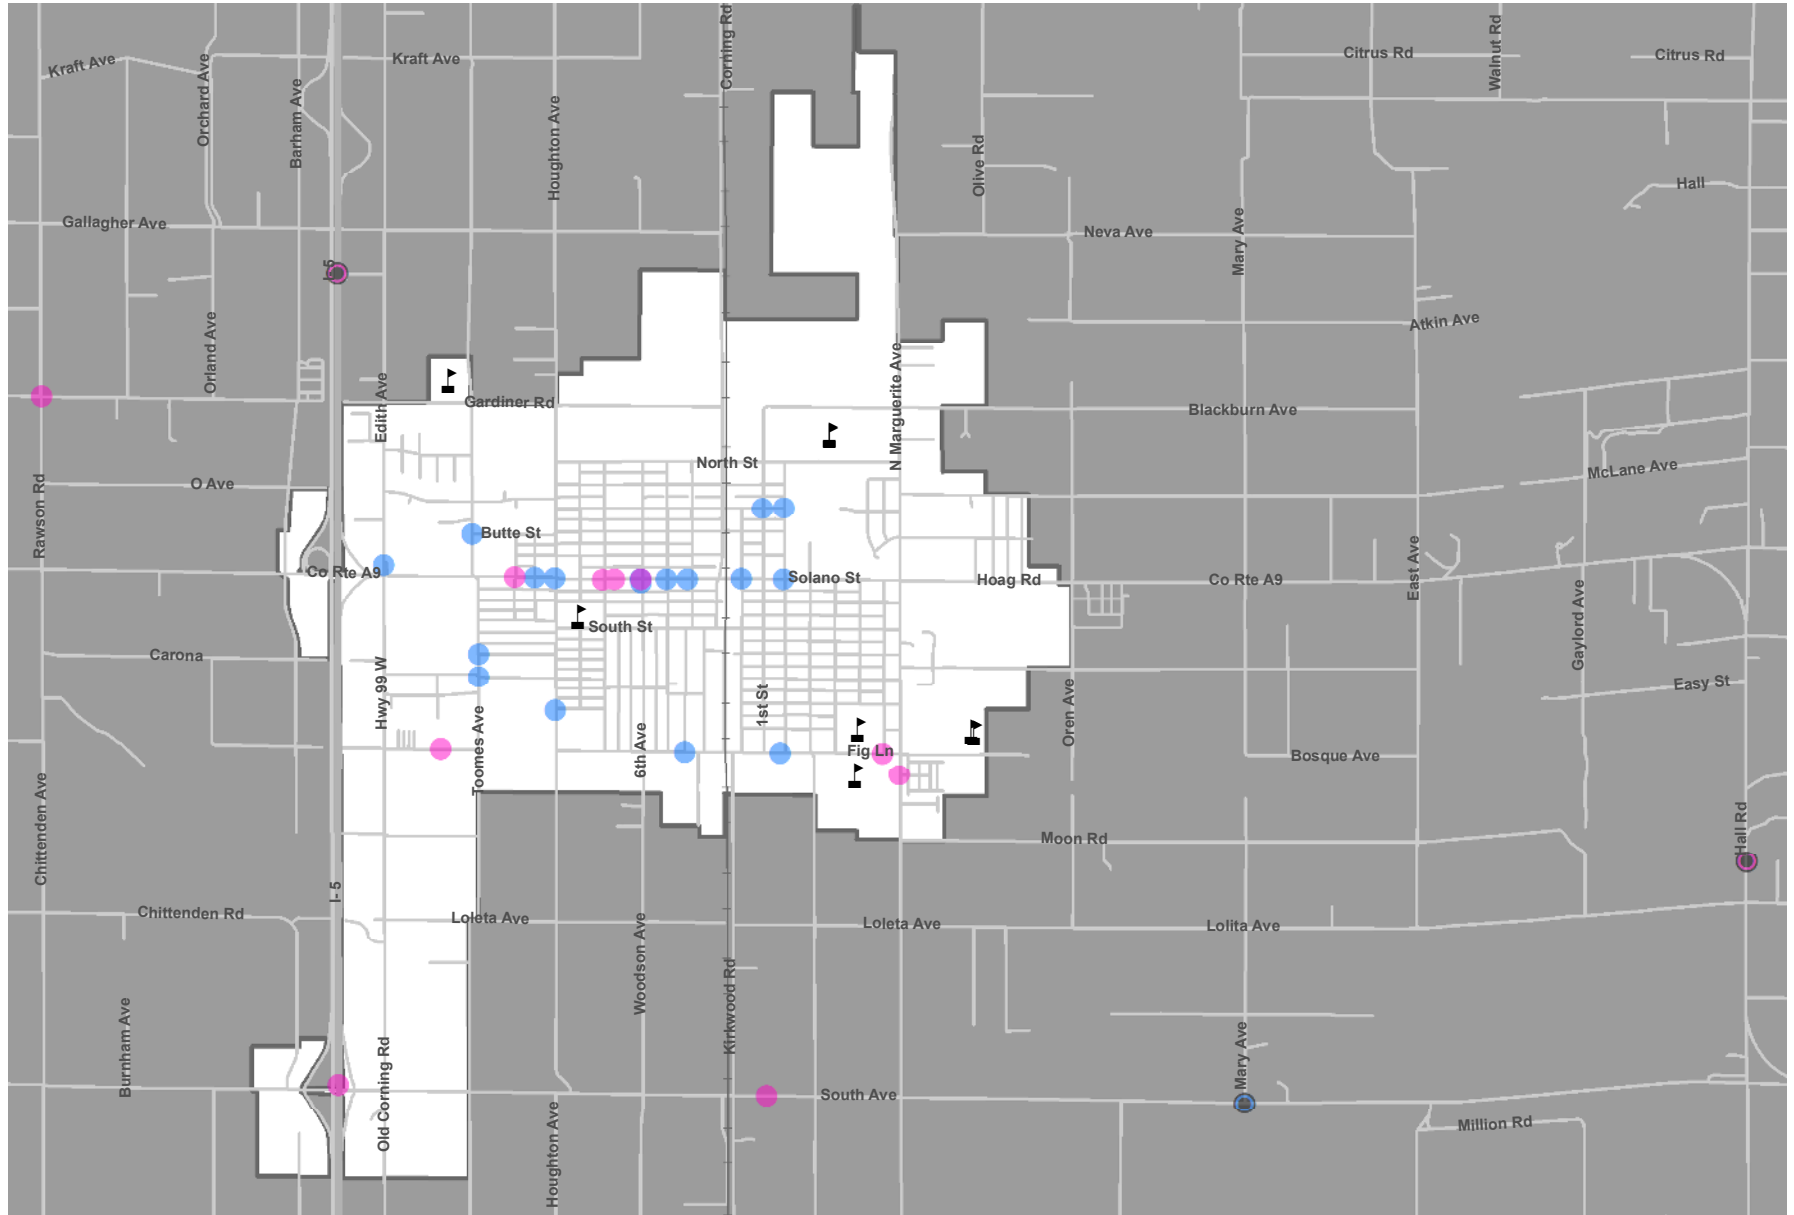 Corning Rd
Walnut Rd
Citrus Rd
Citrus Rd
Kraft Ave
Kraft Ave
Orchard Ave
Barham Ave
Houghton Ave
Olive Rd
Hall
Gallagher Ave
Neva Ave
Mary Ave
I-5
Orland Ave
Atkin Ave
Edith Ave
Gardiner Rd
N Marguerite Ave
Blackburn Ave
North St
McLane Ave
O Ave
Rawson Rd
Butte St
Co Rte A9
Solano St
Hoag Rd
Co Rte A9
East Ave
Gaylord Ave
South St
Carona
Hwy 99 W
1st St
Oren Ave
Easy St
Toomes Ave
6th Ave
Fig Ln
Bosque Ave
Chittenden Ave
Moon Rd
Hall Rd
I- 5
Chittenden Rd
Loleta Ave
Loleta Ave
Lolita Ave
Woodson Ave
Kirkwood Rd
Burnham Ave
Old Corning Rd
Mary Ave
South Ave
Million Rd
Houghton Ave